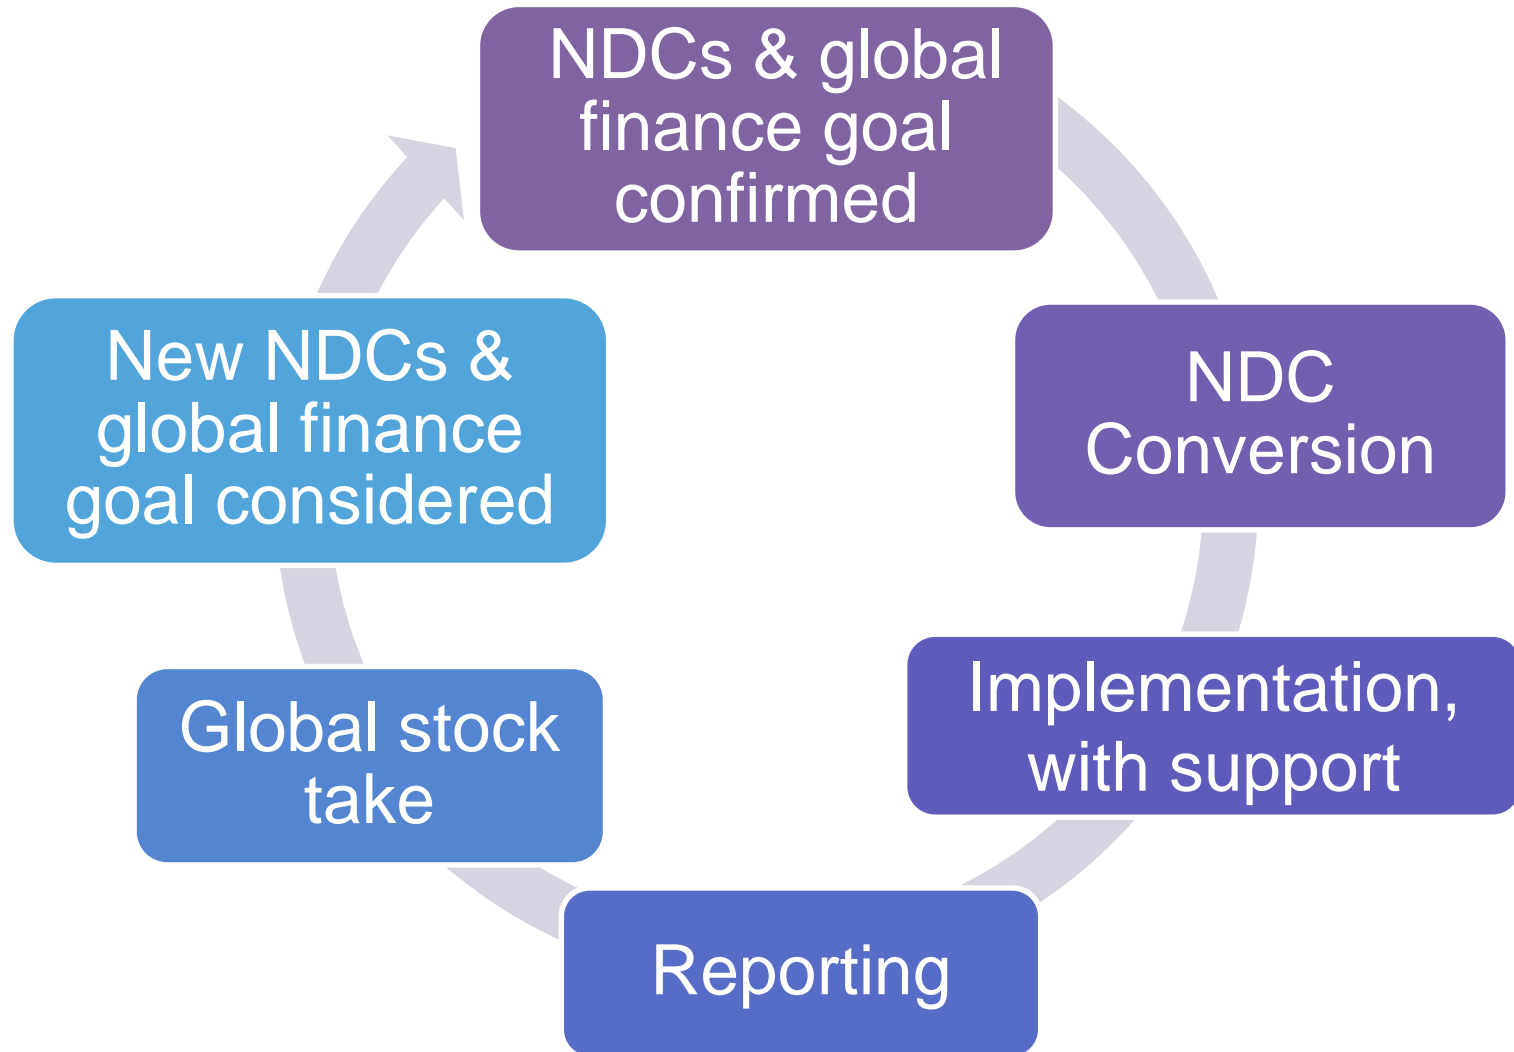 NDCs & global
finance goal
confirmed
NDC
Conversion
Implementation,
with support
Reporting
Global stock
take
New NDCs &
global finance
goal considered